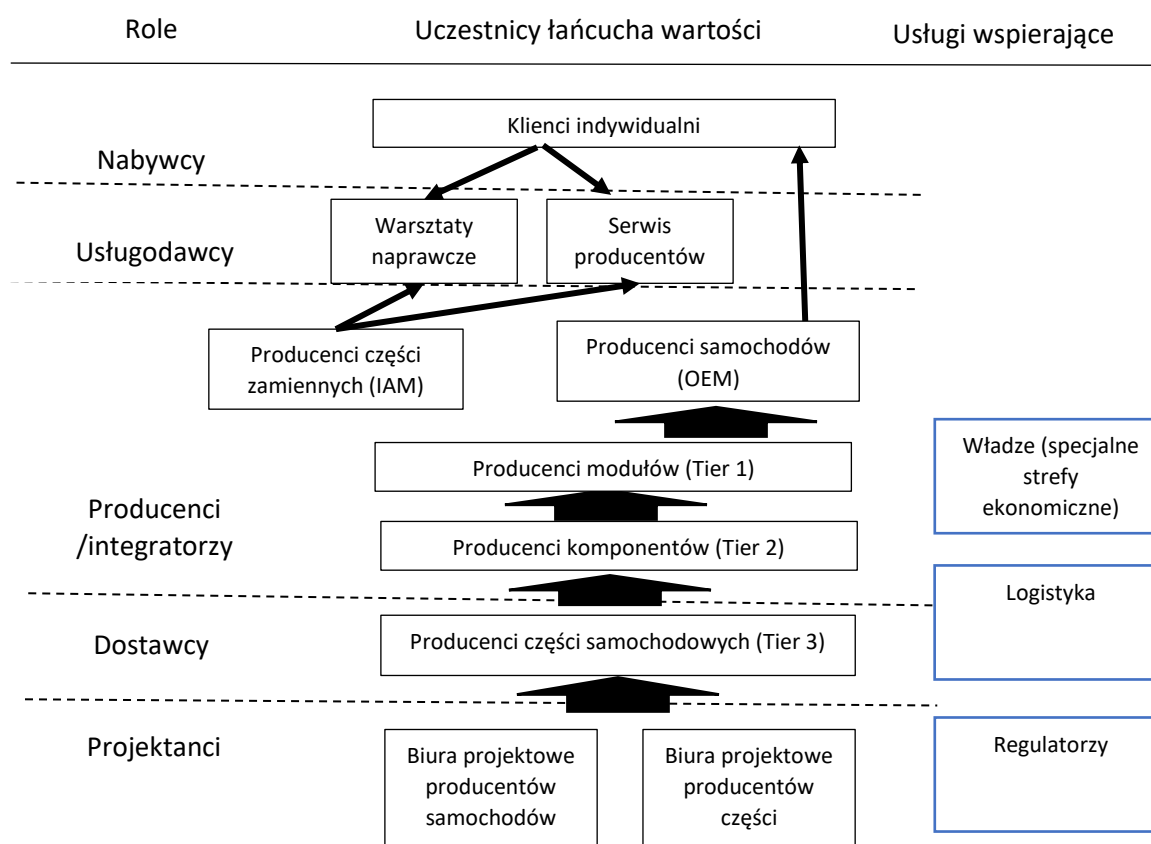 Role
Uczestnicy łańcucha wartości
Usługi wspierające
Klienci indywidualni
Nabywcy
Warsztaty
naprawcze
Serwis
producentów
Usługodawcy
Producenci części
zamiennych (IAM)
Producenci samochodów
(OEM)
Producenci modułów (Tier 1)
Władze (specjalne
strefy
ekonomiczne)
Producenci
/integratorzy
Producenci komponentów (Tier 2)
Logistyka
Dostawcy
Producenci części samochodowych (Tier 3)
Projektanci
Biura projektowe
producentów
samochodów
Biura projektowe
producentów
części
Regulatorzy